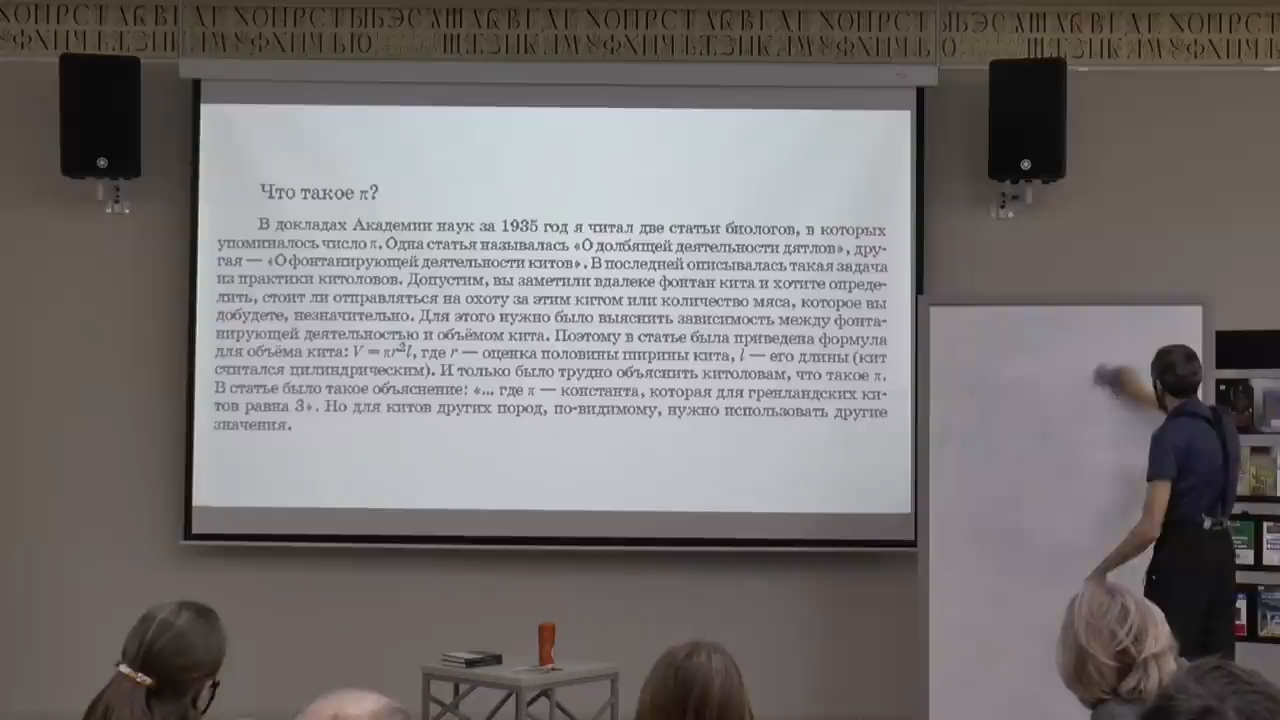 Что такое π?
В докладах Академии наук за 1935 год я читал две статьи биологов, в которых
упоминалось число π. Одна статья называлась «О долбящей деятельности дятлов», дру-
гая — «О фонтанирующей деятельности китов». В последней описывалась такая задача
из практики китоловов. Допустим, вы заметили вдалеке фонтан кита и хотите опреде-
лить, стоит ли отправляться на охоту за этим китом или количество мяса, которое вы
добудете, незначительно. Для этого нужно было выяснить зависимость между фонта-
нирующей деятельностью и объёмом кита. Поэтому в статье была приведена формула
для объёма кита: V = πr²l, где r — оценка половины ширины кита, l — его длины (кит
считался цилиндрическим). И только было трудно объяснить китоловам, что такое π.
В статье было такое объяснение: «... где π — константа, которая для гренландских ки-
тов равна 3». Но для китов других пород, по-видимому, нужно использовать другие
значения.